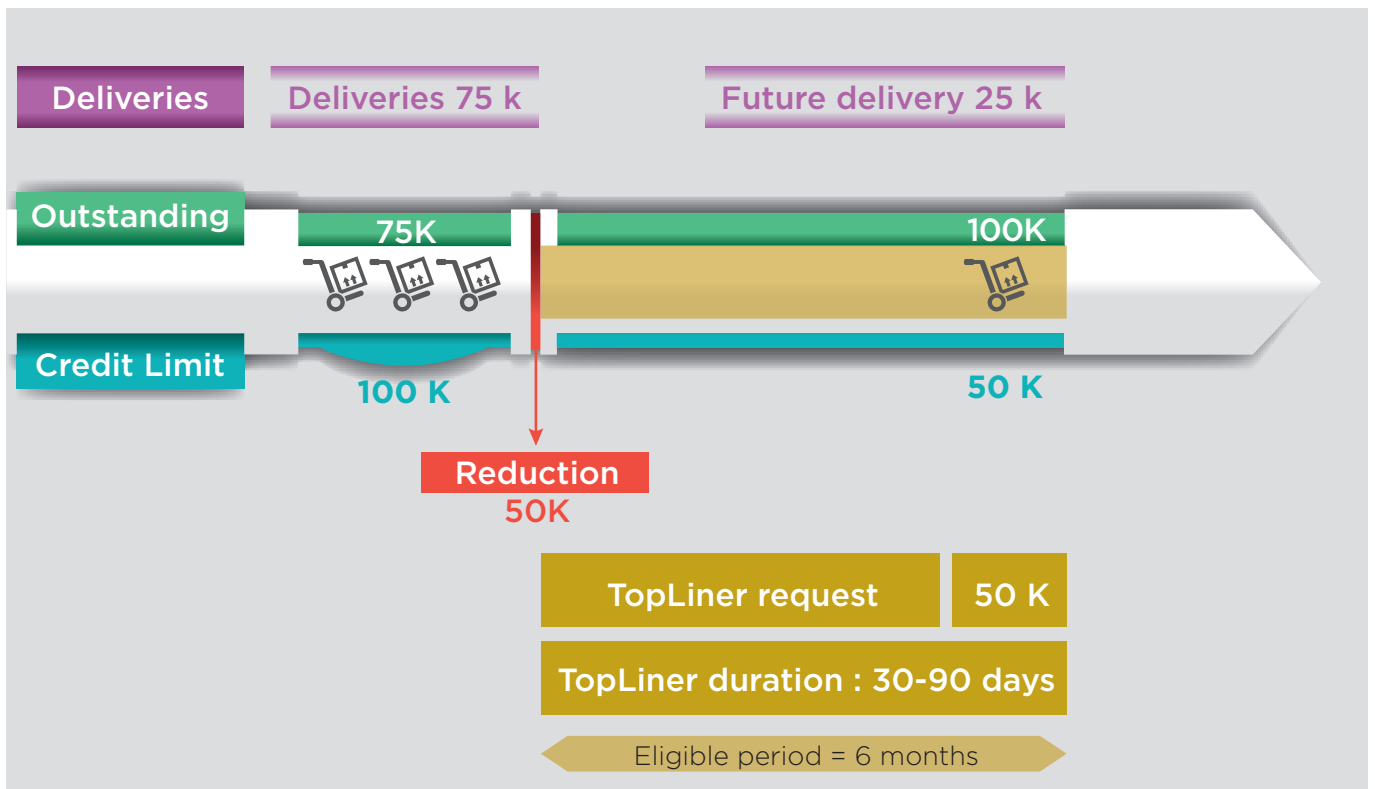 Deliveries
Deliveries 75 k
Future delivery 25 k
Outstanding
75K
100K
Credit Limit
100 K
50 K
Reduction
50K
TopLiner request
50 K
TopLiner duration : 30-90 days
Eligible period = 6 months